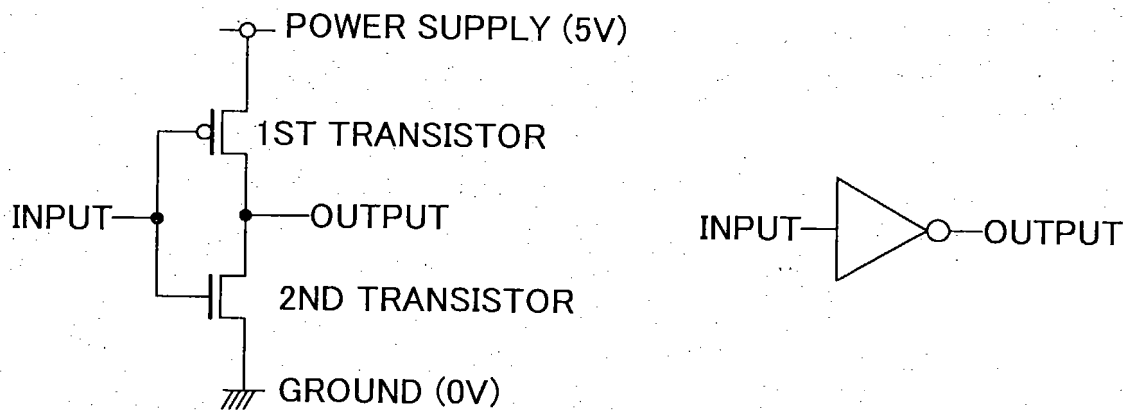 POWER SUPPLY (5V)
1ST TRANSISTOR
INPUT
OUTPUT
2ND TRANSISTOR
GROUND (0V)
INPUT
OUTPUT